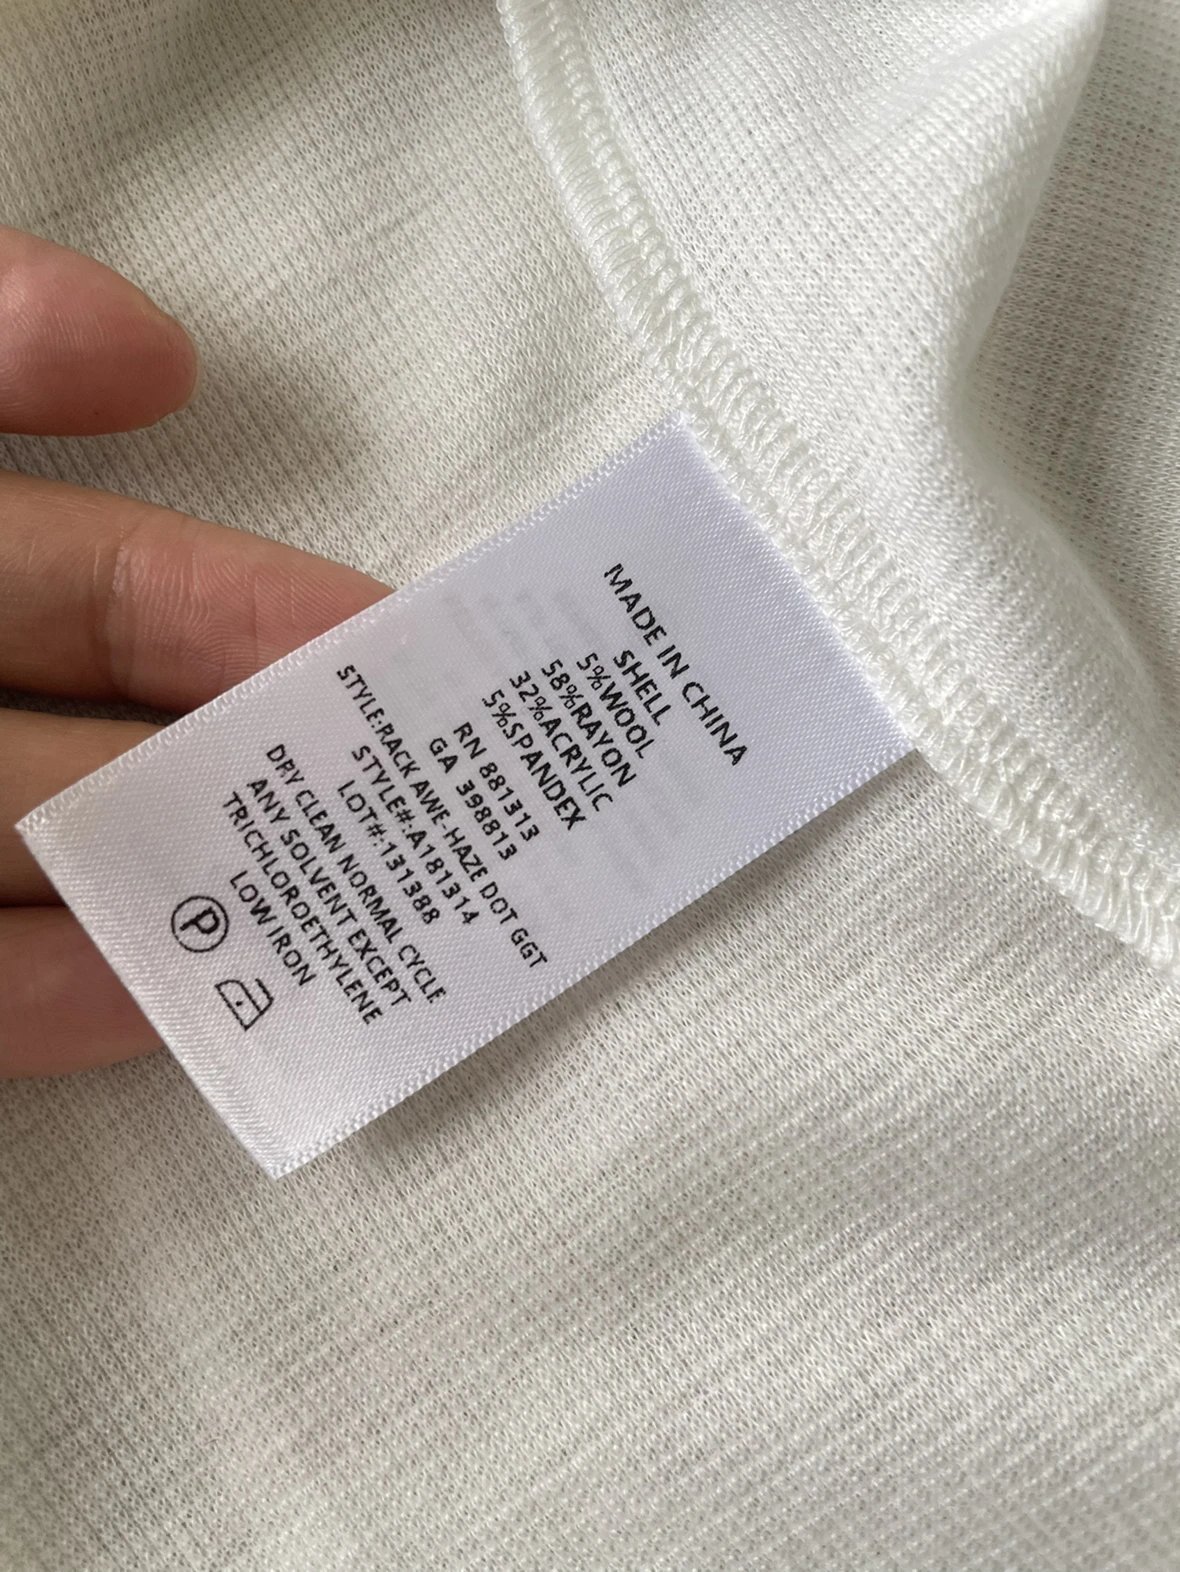 MADE IN CHINA
SHELL
5%WOOL
58%RAYON
32%ACRYLIC
5%SPANDEX
RN 881313
GA 398813
STYLE:RACK AWE-HAZE DOT GGT
STYLE#:A181314
LOT#:131388
DRY CLEAN NORMAL CYCLE
ANY SOLVENT EXCEPT
TRICHLOROETHYLENE
LOW IRON
P